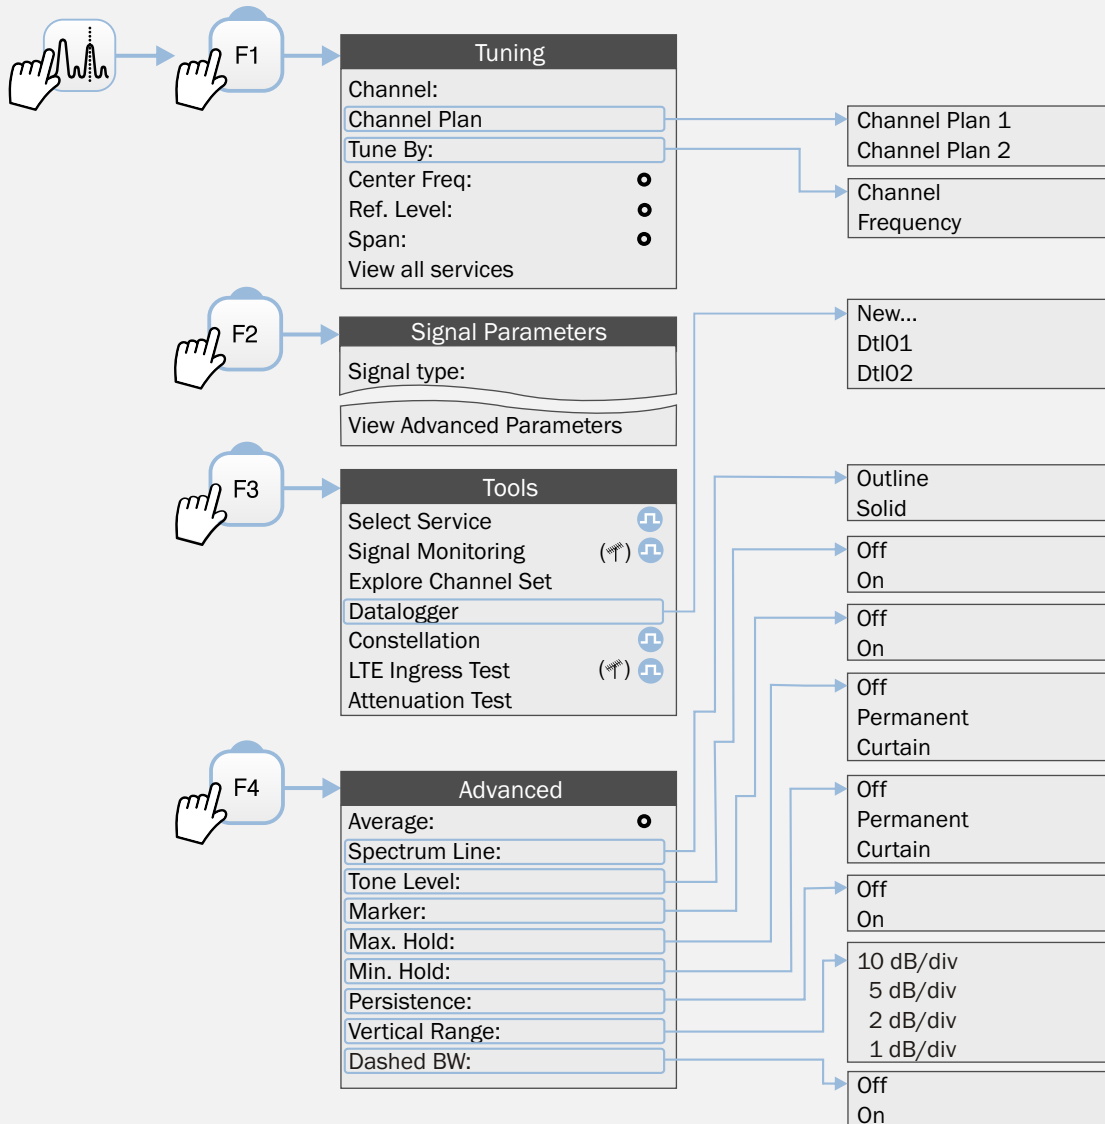 F1
Tuning
Channel:
Channel Plan
Tune By:
Center Freq:
Ref. Level:
Span:
View all services
Channel Plan 1
Channel Plan 2
Channel
Frequency
F2
Signal Parameters
Signal type:
View Advanced Parameters
New...
Dtl01
Dtl02
F3
Tools
Select Service
Signal Monitoring
Explore Channel Set
Datalogger
Constellation
LTE Ingress Test
Attenuation Test
F4
Advanced
Average:
Spectrum Line:
Tone Level:
Marker:
Max. Hold:
Min. Hold:
Persistence:
Vertical Range:
Dashed BW:
Outline
Solid
Off
On
Off
On
Off
Permanent
Curtain
Off
Permanent
Curtain
Off
On
10 dB/div
5 dB/div
2 dB/div
1 dB/div
Off
On